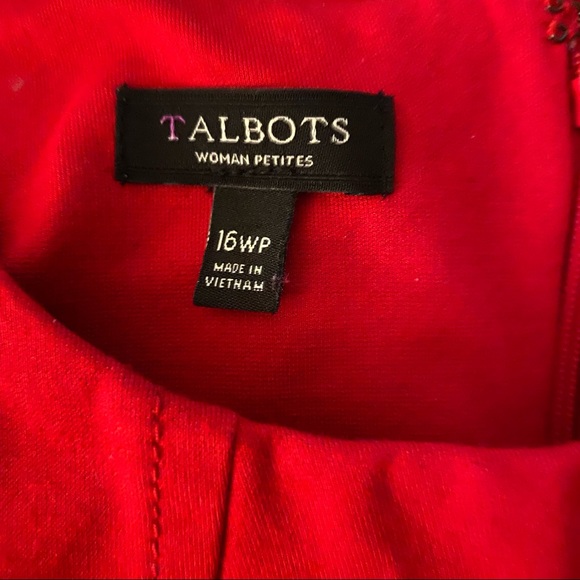 TALBOTS
WOMAN PETITES
16WP
MADE IN
VIETNAM